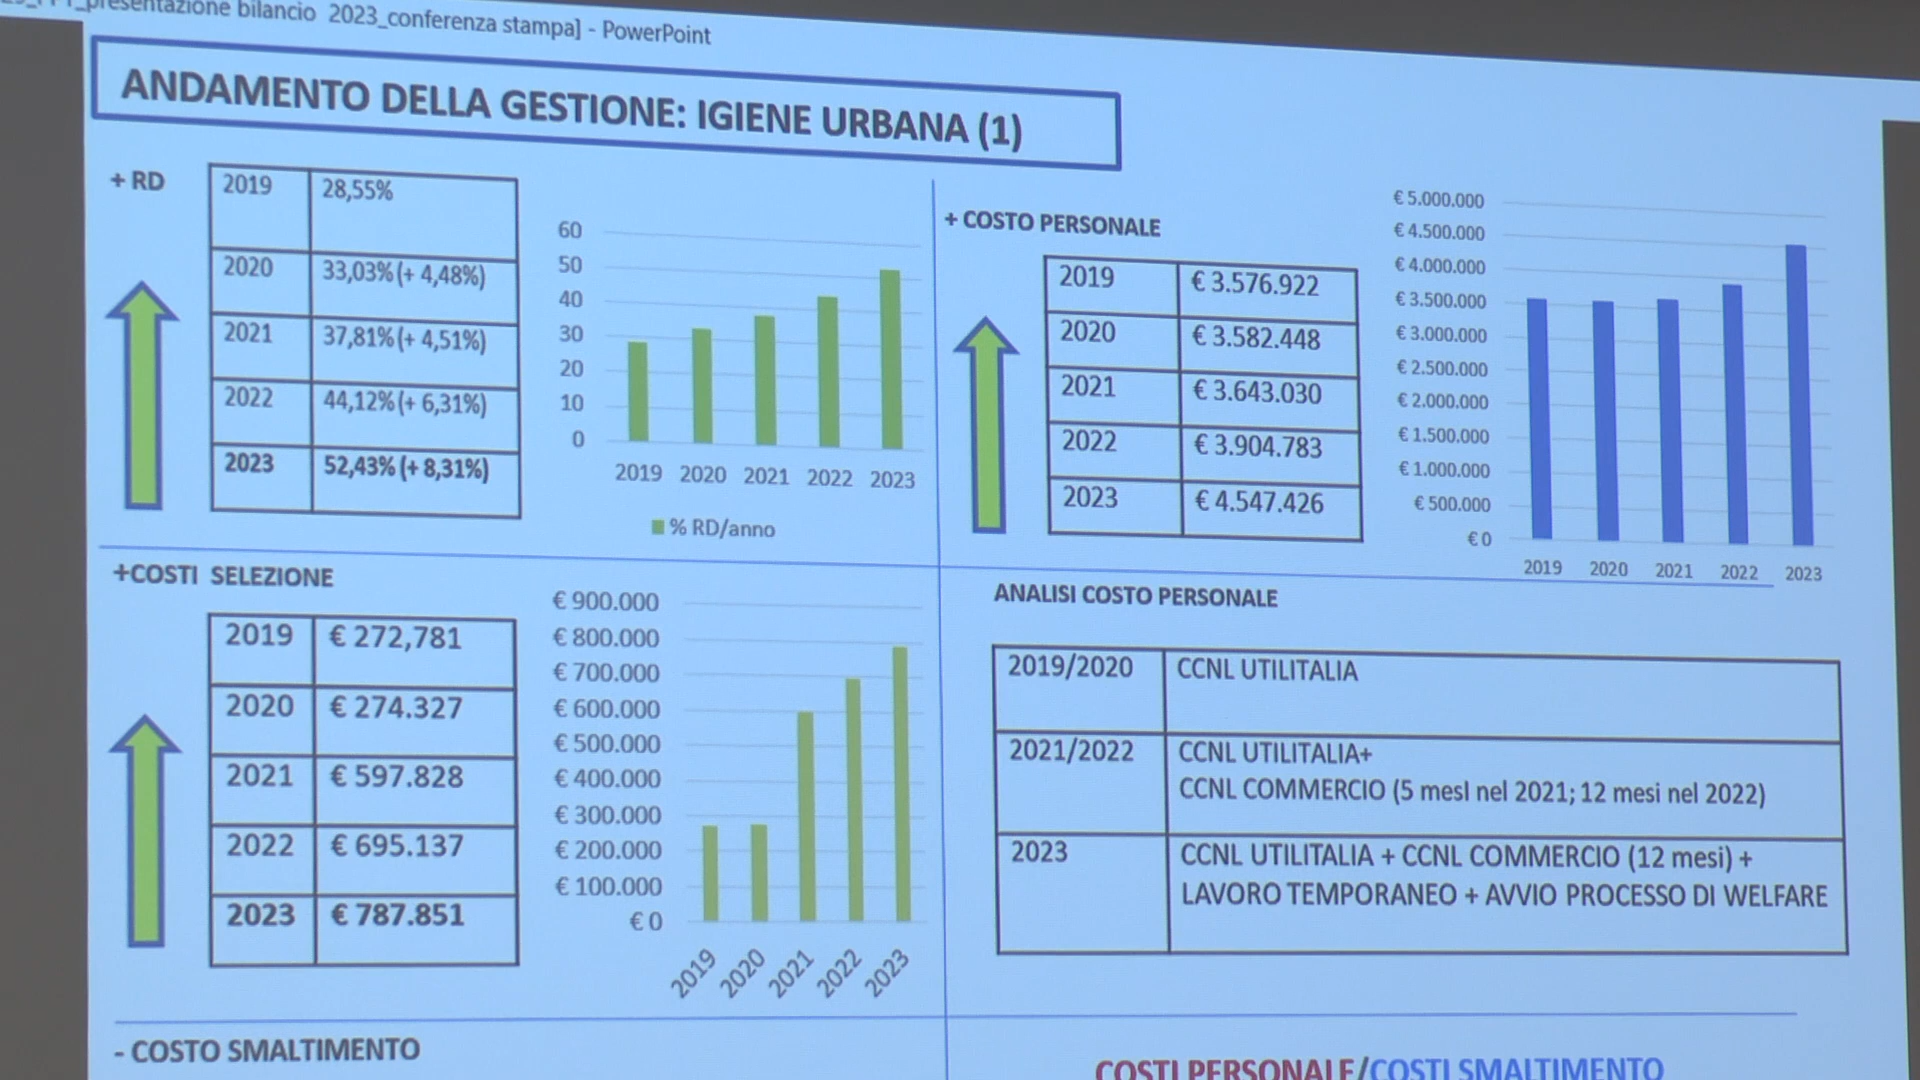 presentazione bilancio 2023_conferenza stampa] - PowerPoint
ANDAMENTO DELLA GESTIONE: IGIENE URBANA (1)
+ RD
2019 28,55%
2020 33,03% (+ 4,48%)
2021 37,81% (+ 4,51%)
2022 44,12% (+ 6,31%)
2023 52,43% (+ 8,31%)
60
50
40
30
20
10
0
2019 2020 2021 2022 2023
% RD/anno
+ COSTO PERSONALE
2019 € 3.576.922
2020 € 3.582.448
2021 € 3.643.030
2022 € 3.904.783
2023 € 4.547.426
€ 5.000.000
€ 4.500.000
€ 4.000.000
€ 3.500.000
€ 3.000.000
€ 2.500.000
€ 2.000.000
€ 1.500.000
€ 1.000.000
€ 500.000
€ 0
2019 2020 2021 2022 2023
+COSTI SELEZIONE
2019 € 272,781
2020 € 274.327
2021 € 597.828
2022 € 695.137
2023 € 787.851
€ 900.000
€ 800.000
€ 700.000
€ 600.000
€ 500.000
€ 400.000
€ 300.000
€ 200.000
€ 100.000
€ 0
2019 2020 2021 2022 2023
ANALISI COSTO PERSONALE
2019/2020 CCNL UTILITALIA
2021/2022 CCNL UTILITALIA+
CCNL COMMERCIO (5 mesI nel 2021; 12 mesi nel 2022)
2023 CCNL UTILITALIA + CCNL COMMERCIO (12 mesi) +
LAVORO TEMPORANEO + AVVIO PROCESSO DI WELFARE
- COSTO SMALTIMENTO
COSTI PERSONALE/COSTI SMALTIMENTO